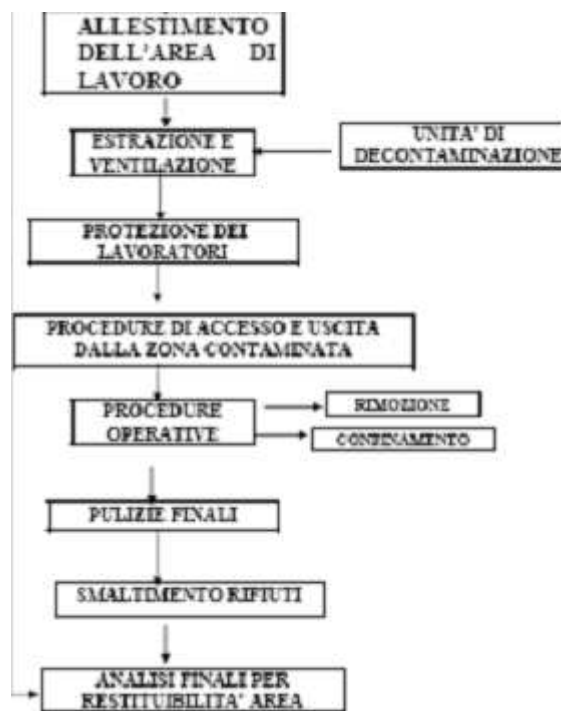 ALLESTIMENTO
DELL'AREA DI
LAVORO
ESTRAZIONE E
VENTILAZIONE
UNITA' DI
DECONTAMINAZIONE
PROTEZIONE DEI
LAVORATORI
PROCEDURE DI ACCESSO E USCITA
DALLA ZONA CONTAMINATA
PROCEDURE
OPERATIVE
RIMOZIONE
CONFINAMENTO
PULIZIE FINALI
SMALTIMENTO RIFIUTI
ANALISI FINALI PER
RESTITUIBILITA' AREA